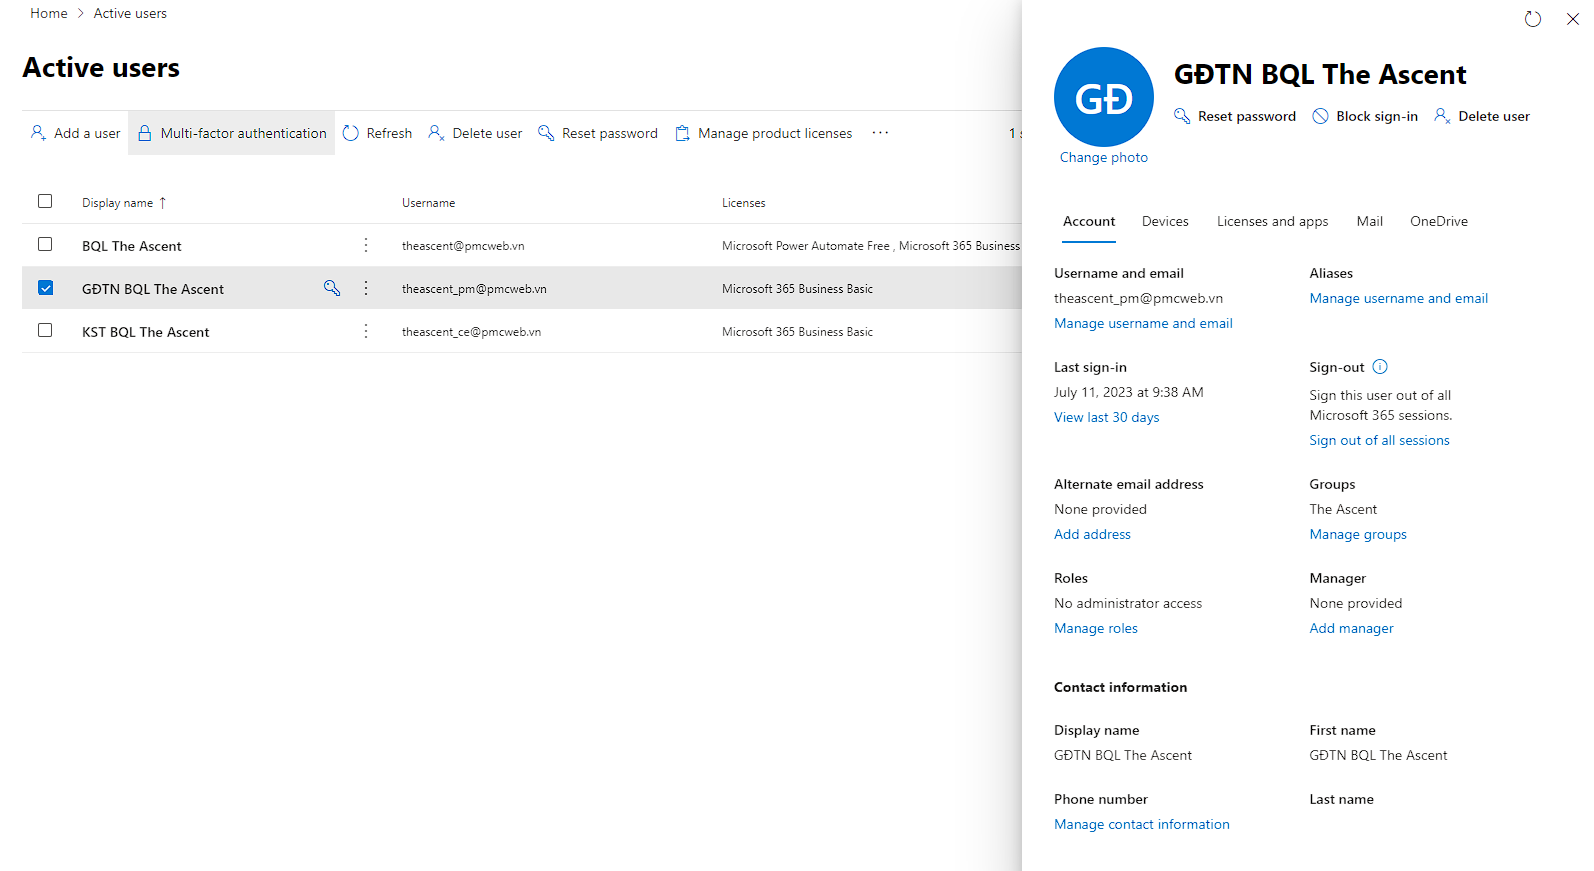 Home > Active users
Active users
Add a user
Multi-factor authentication
Refresh
Delete user
Reset password
Manage product licenses
1
Display name ↑
Username
Licenses
BQL The Ascent
theascent@pmcweb.vn
Microsoft Power Automate Free , Microsoft 365 Business
GĐTN BQL The Ascent
theascent_pm@pmcweb.vn
Microsoft 365 Business Basic
KST BQL The Ascent
theascent_ce@pmcweb.vn
Microsoft 365 Business Basic
GĐ
Change photo
GĐTN BQL The Ascent
Reset password
Block sign-in
Delete user
Account
Devices
Licenses and apps
Mail
OneDrive
Username and email
theascent_pm@pmcweb.vn
Manage username and email
Aliases
Manage username and email
Last sign-in
July 11, 2023 at 9:38 AM
View last 30 days
Sign-out
Sign this user out of all
Microsoft 365 sessions.
Sign out of all sessions
Alternate email address
None provided
Add address
Groups
The Ascent
Manage groups
Roles
No administrator access
Manage roles
Manager
None provided
Add manager
Contact information
Display name
GĐTN BQL The Ascent
First name
GĐTN BQL The Ascent
Phone number
Manage contact information
Last name